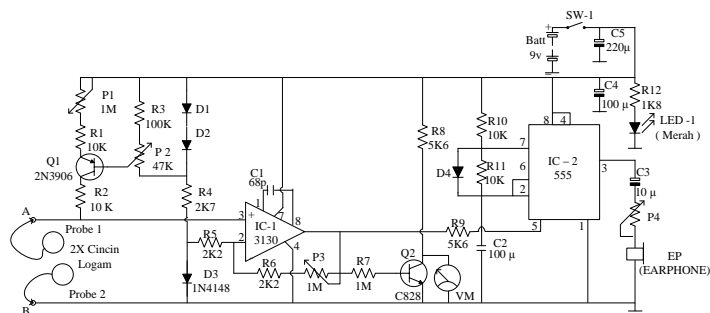 SW-1
Batt
+
9v
C5
220µ
P1
1M
R3
100K
D1
D2
R8
5K6
R10
10K
C4
100 µ
R12
1K8
LED -1
( Merah )
8
4
R1
10K
Q1
2N3906
P 2
47K
R11
10K
D4
7
6
2
IC – 2
555
3
C3
10 µ
R2
10 K
R4
2K7
C1
68p
1
7
8
A
3
+
IC-1
3130
2
4
R9
5K6
5
1
P4
Probe 1
2X Cincin
Logam
R5
2K2
R6
2K2
P3
1M
R7
1M
Q2
C828
VM
C2
100 µ
EP
(EARPHONE)
D3
1N4148
Probe 2
B